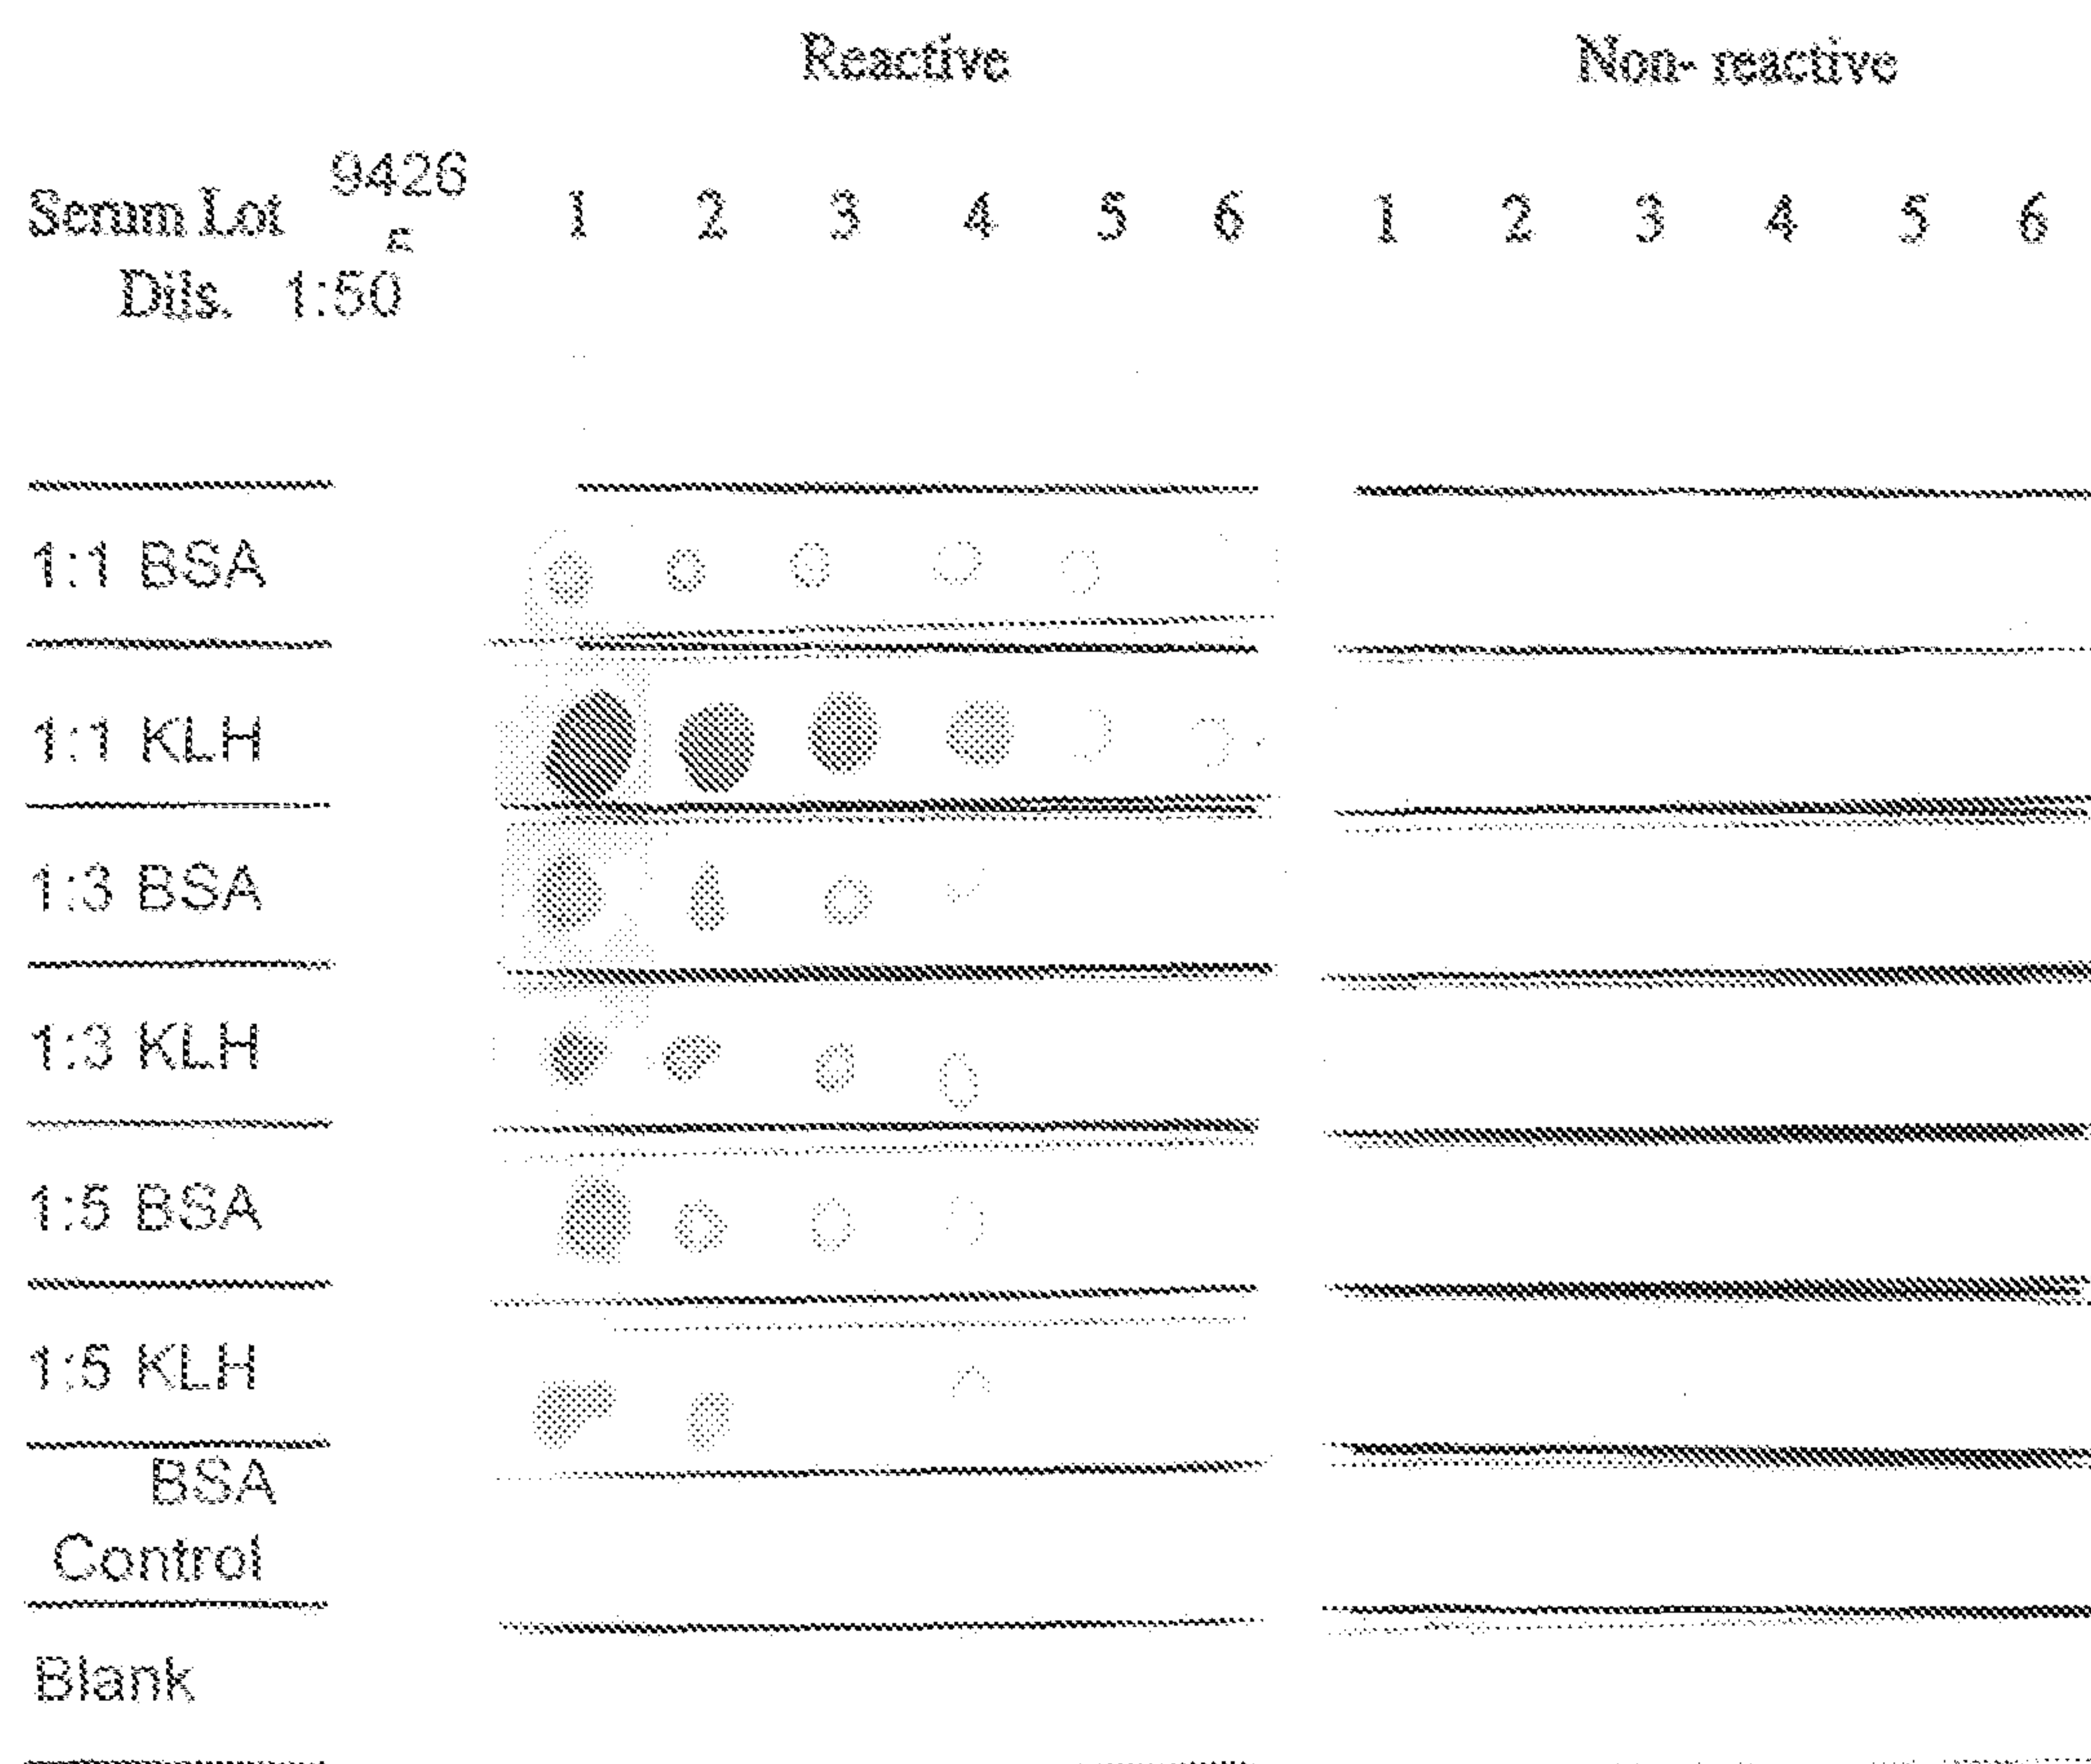 Reactive Non- reactive
9426
Serum Lot 1 2 3 4 5 6 1 2 3 4 5 6
5
Dils. 1:50
1:1 BSA
1:1 KLH
1:3 BSA
1:3 KLH
1:5 BSA
1:5 KLH
BSA
Control
Blank